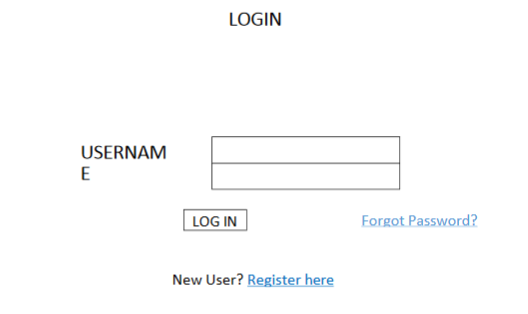 LOGIN
USERNAM
E
LOG IN Forgot Password?
New User? Register here